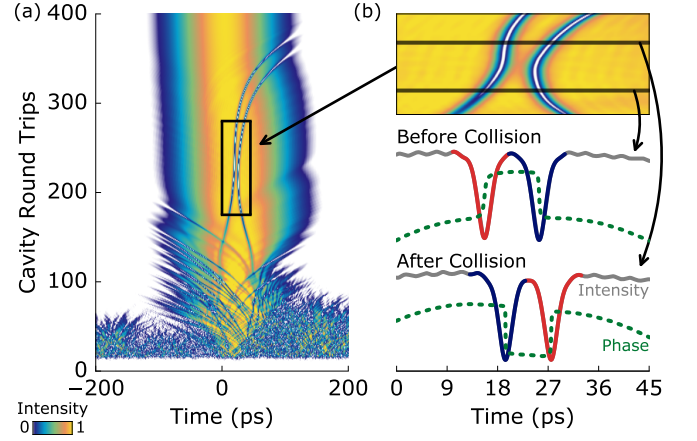 (a)
400
300
200
100
0
Cavity Round Trips
−200
0
200
Time (ps)
Intensity
0
1
(b)
Before Collision
After Collision
Intensity
Phase
0
9
18
27
36
45
Time (ps)